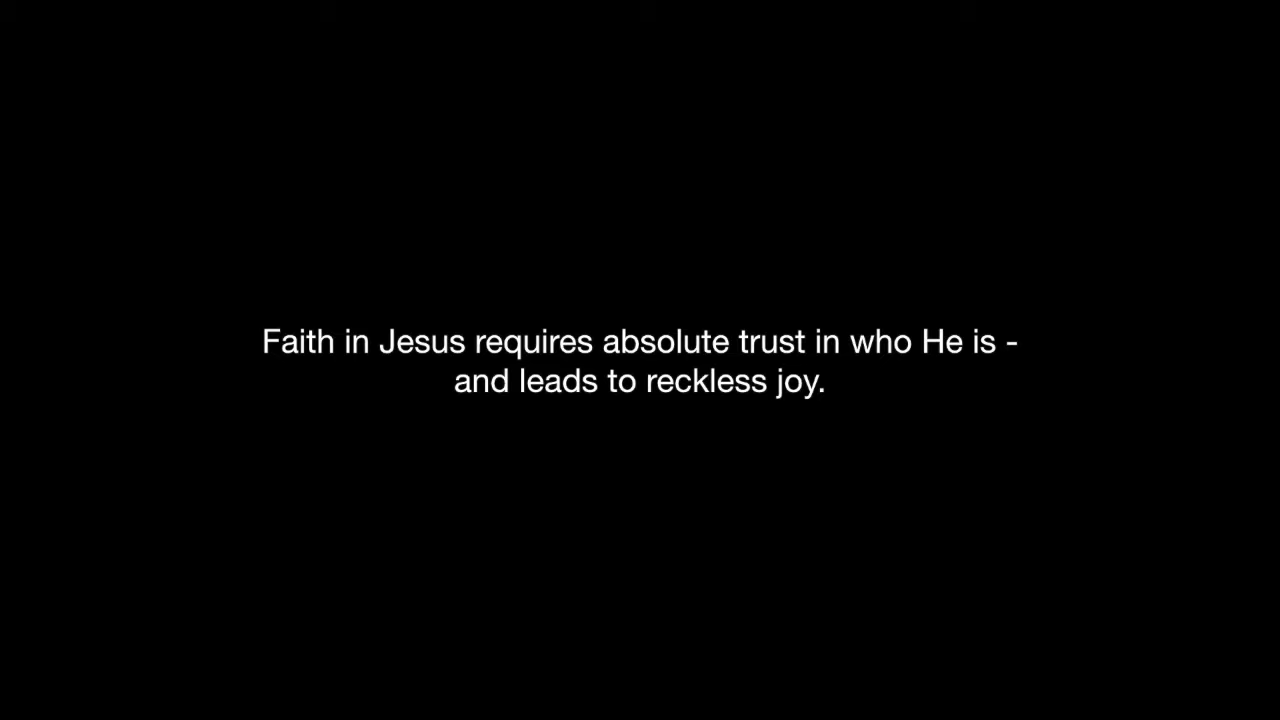 Faith in Jesus requires absolute trust in who He is -
and leads to reckless joy.